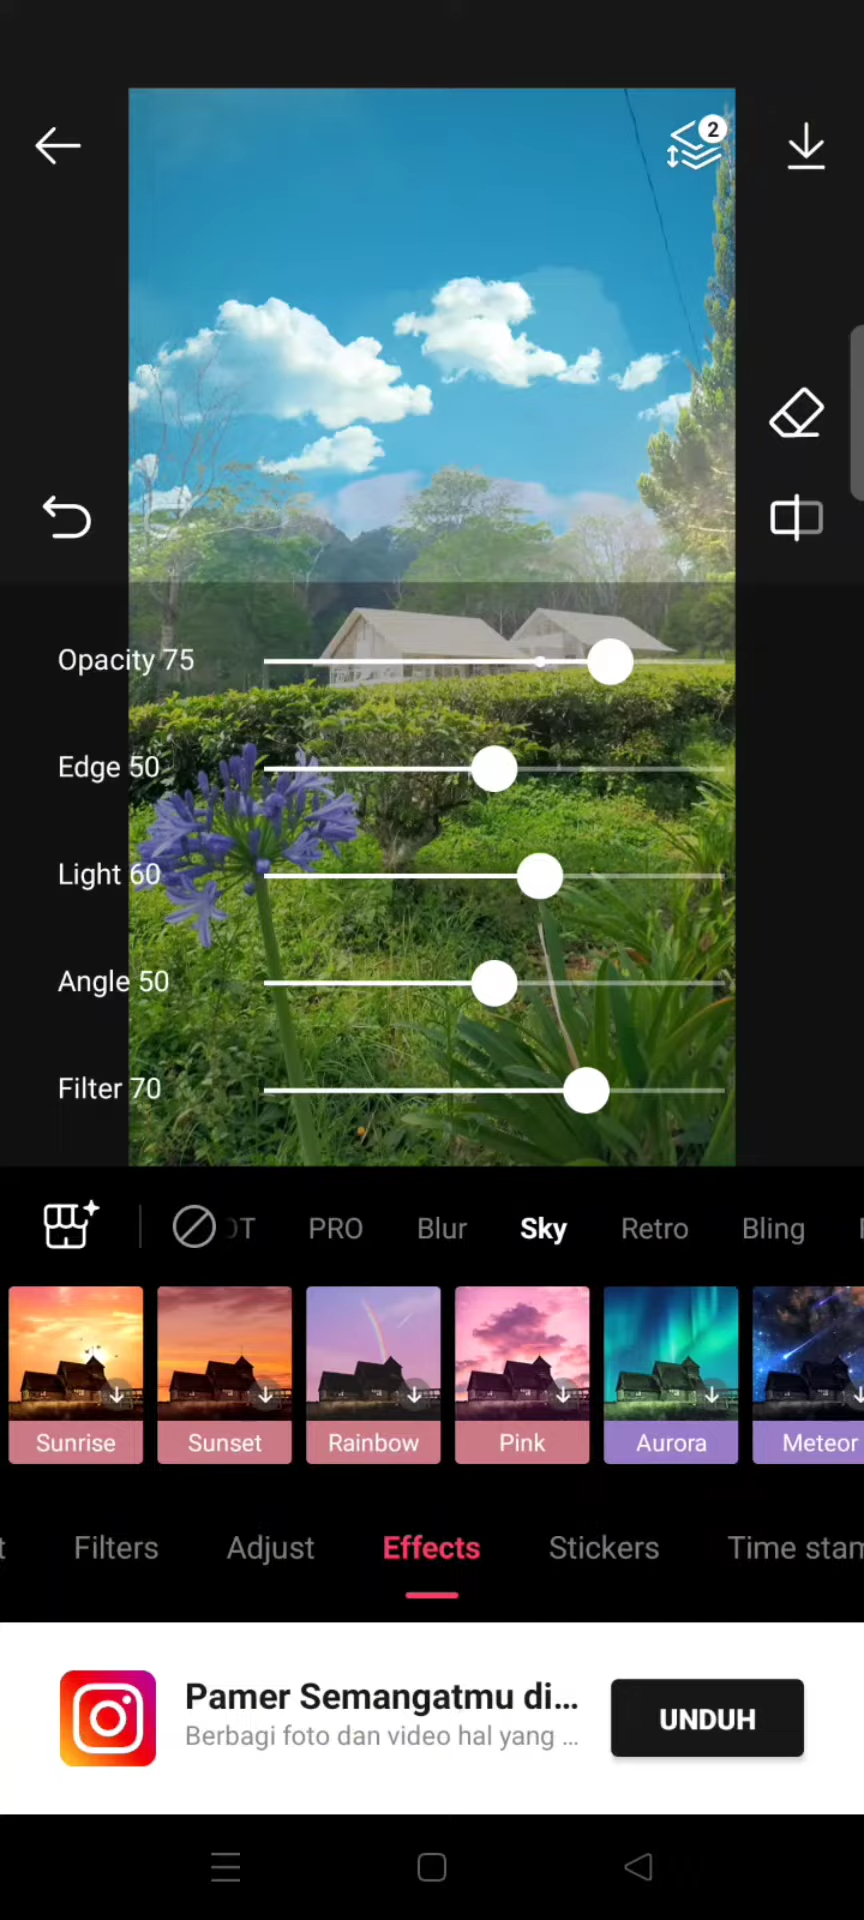 2
Opacity 75
Edge 50
Light 60
Angle 50
Filter 70
PRO Blur Sky Retro Bling
Sunrise Sunset Rainbow Pink Aurora Meteor
Filters Adjust Effects Stickers Time stam
Pamer Semangatmu di...
Berbagi foto dan video hal yang ...
UNDUH